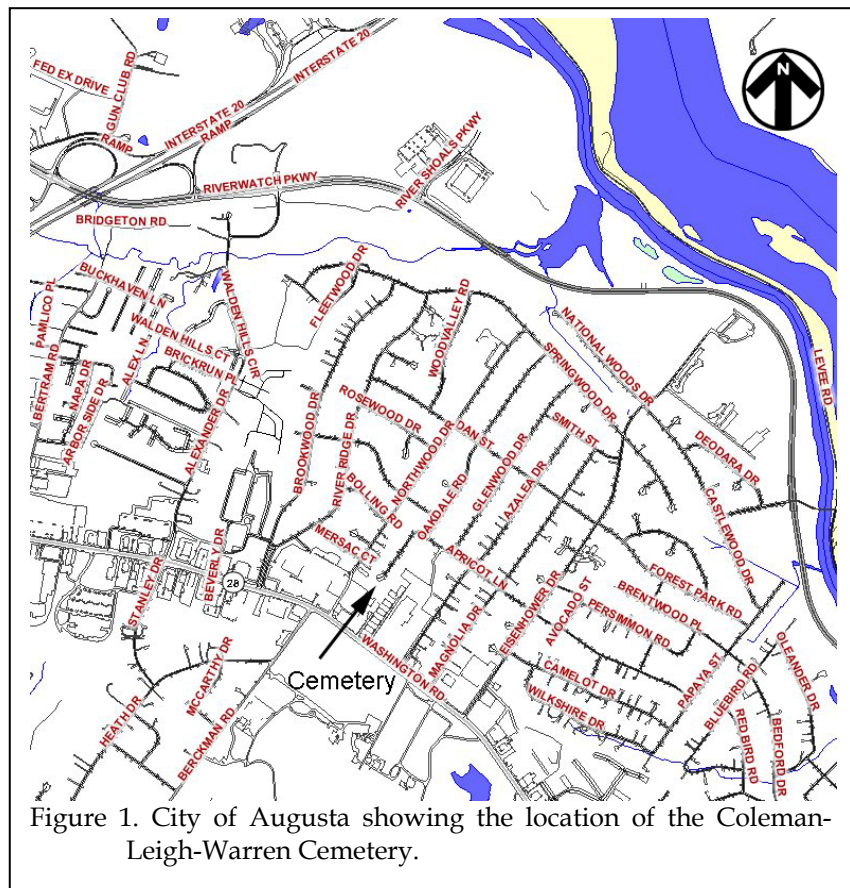 FED EX DRIVE
GUN CLUB RD
INTERSTATE 20
INTERSTATE 20
RAMP
RAMP
N
RIVERWATCH PKWY
RIVER SHOALS PKWY
BRIDGETON RD
BUCKHAVEN LN
PAMLICO PL
WALDEN HILLS CIR
WALDEN HILLS CT
BRICKRUN PL
ALEX LN
BERTRAM RD
NAPA DR
ARBOR SIDE DR
ALEXANDER DR
FLEETWOOD DR
WOODVALLEY RD
BROOKWOOD DR
ROSEWOOD DR
RIVER RIDGE DR
NORTHWOOD DR
DAN ST
SPRINGWOOD DR
NATIONAL WOODS DR
LEVEE RD
SMITH ST
GLENWOOD DR
AZALEA DR
OAKDALE RD
BOLLING RD
MERSAC CT
DEODARA DR
CASTLEWOOD DR
APRICOT LN
STANLEY DR
BEVERLY DR
28
WASHINGTON RD
MAGNOLIA DR
EISENHOWER DR
AVOCADO ST
FOREST PARK RD
BRENTWOOD PL
PERSIMMON RD
CAMELOT DR
WILKSHIRE DR
PAPAYA ST
BLUEBIRD RD
OLEANDER DR
RED BIRD RD
BEDFORD DR
HEATH DR
MCCARTHY DR
BERCKMAN RD
Cemetery
Figure 1. City of Augusta showing the location of the Coleman-
Leigh-Warren Cemetery.